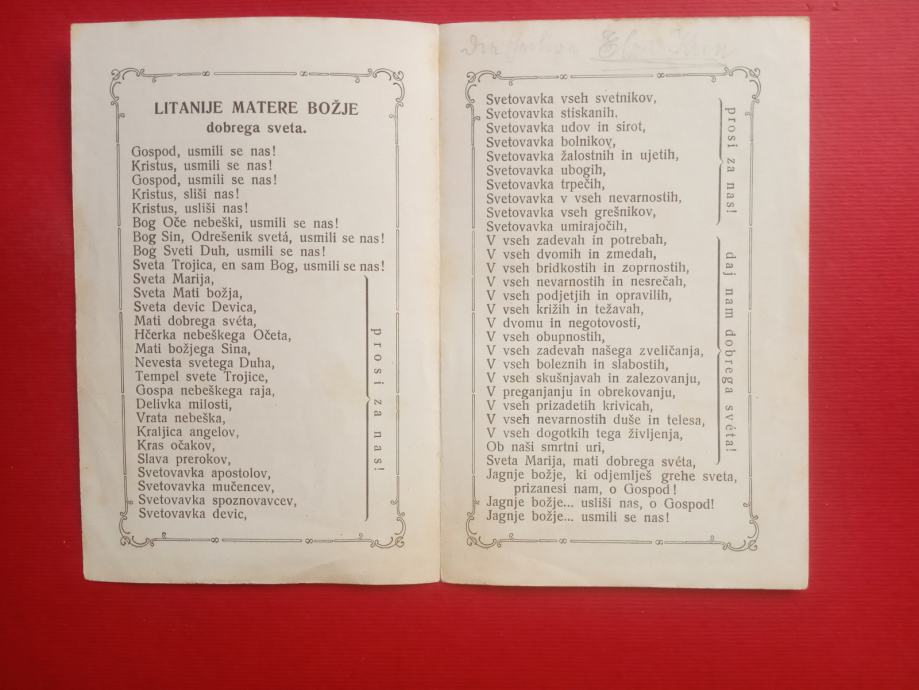 LITANIJE MATERE BOŽJE
dobrega sveta.
Gospod, usmili se nas!
Kristus, usmili se nas!
Gospod, usmili se nas!
Kristus, sliši nas!
Kristus, usliši nas!
Bog Oče nebeški, usmili se nas!
Bog Sin, Odrešenik svetá, usmili se nas!
Bog Sveti Duh, usmili se nas!
Sveta Trojica, en sam Bog, usmili se nas!
Sveta Marija,
Sveta Mati božja,
Sveta devic Devica,
Mati dobrega svéta,
Hčerka nebeškega Očeta,
Mati božjega Sina,
Nevesta svetega Duha,
Tempel svete Trojice,
Gospa nebeškega raja,
Delivka milosti,
Vrata nebeška,
Kraljica angelov,
Kras očakov,
Slava prerokov,
Svetovavka apostolov,
Svetovavka mučencev,
Svetovavka spoznovavcev,
Svetovavka devic,
prosi za nas!
Svetovavka vseh svetnikov,
Svetovavka stiskanih,
Svetovavka udov in sirot,
Svetovavka bolnikov,
Svetovavka žalostnih in ujetih,
Svetovavka ubogih,
Svetovavka trpečih,
Svetovavka v vseh nevarnostih,
Svetovavka vseh grešnikov,
Svetovavka umirajočih,
prosi za nas!
V vseh zadevah in potrebah,
V vseh dvomih in zmedah,
V vseh bridkostih in zoprnostih,
V vseh nevarnostih in nesrečah,
V vseh podjetjih in opravilih,
V vseh križih in težavah,
V dvomu in negotovosti,
V vseh obupnostih,
V vseh zadevah našega zveličanja,
V vseh boleznih in slabostih,
V vseh skušnjavah in zalezovanju,
V preganjanju in obrekovanju,
V vseh prizadetih krivicah,
V vseh nevarnostih duše in telesa,
V vseh dogotkih tega življenja,
Ob naši smrtni uri,
Sveta Marija, mati dobrega svéta,
daj nam dobrega svéta!
Jagnje božje, ki odjemlješ grehe sveta,
prizanesi nam, o Gospod!
Jagnje božje... usliši nas, o Gospod!
Jagnje božje... usmili se nas!